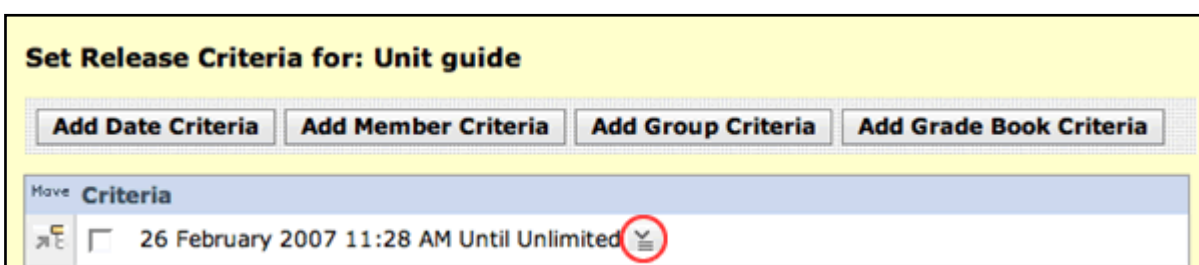 Set Release Criteria for: Unit guide
Add Date Criteria Add Member Criteria Add Group Criteria Add Grade Book Criteria
Move Criteria
26 February 2007 11:28 AM Until Unlimited